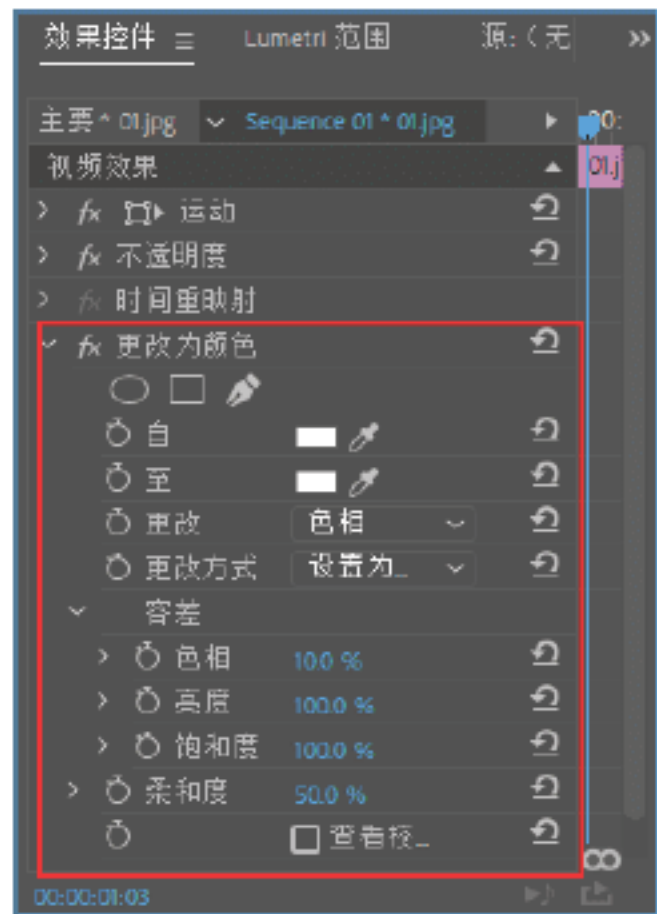 效果控件 Lumetri 范围 源:（无
主要 * 01.jpg Sequence 01 * 01.jpg 00:
视频效果 01.j
fx 运动
fx 不透明度
fx 时间重映射
fx 更改为颜色
自
至
更改 色相
更改方式 设置为...
容差
色相 10.0 %
亮度 100.0 %
饱和度 100.0 %
柔和度 50.0 %
查看校...
00:00:01:03